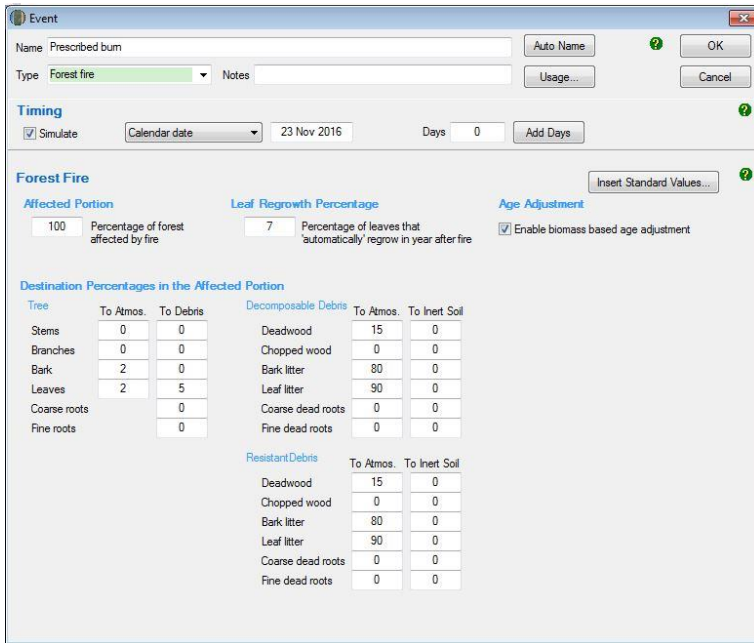 Event
Name Prescribed burn Auto Name ? OK
Type Forest fire Notes Usage... Cancel
Timing ?
Simulate Calendar date 23 Nov 2016 Days 0 Add Days
Forest Fire Insert Standard Values... ?
Affected Portion Leaf Regrowth Percentage Age Adjustment
100 Percentage of forest affected by fire 7 Percentage of leaves that 'automatically' regrow in year after fire Enable biomass based age adjustment
Destination Percentages in the Affected Portion
Tree To Atmos. To Debris Decomposable Debris To Atmos. To Inert Soil
Stems 0 0 Deadwood 15 0
Branches 0 0 Chopped wood 0 0
Bark 2 0 Bark litter 80 0
Leaves 2 5 Leaf litter 90 0
Coarse roots 0 Coarse dead roots 0 0
Fine roots 0 Fine dead roots 0 0
ResistantDebris To Atmos. To Inert Soil
Deadwood 15 0
Chopped wood 0 0
Bark litter 80 0
Leaf litter 90 0
Coarse dead roots 0 0
Fine dead roots 0 0